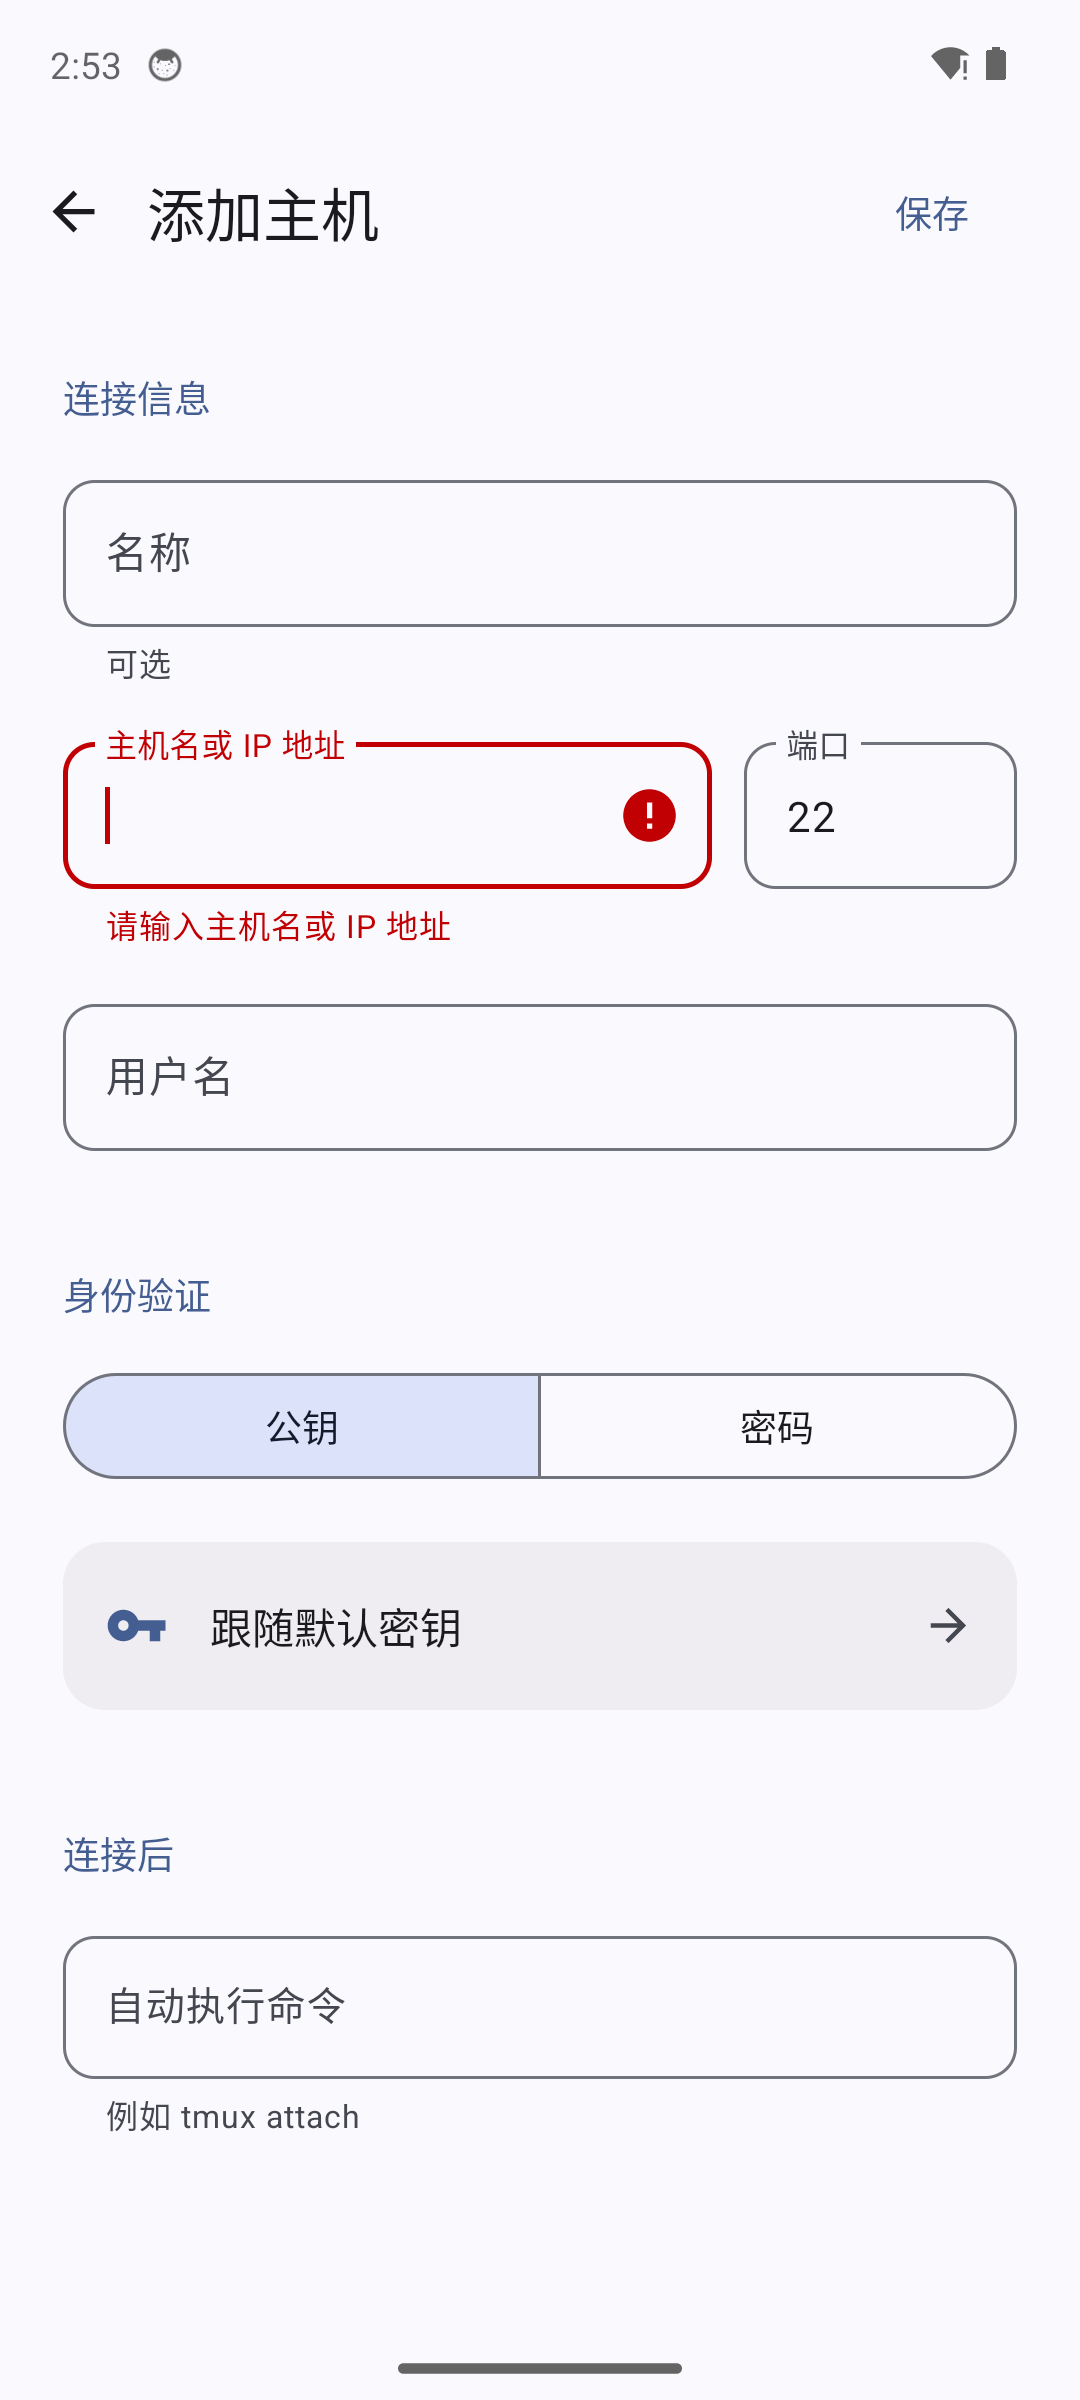 2:53
添加主机
保存
连接信息
名称
可选
主机名或 IP 地址
端口
22
请输入主机名或 IP 地址
用户名
身份验证
公钥
密码
跟随默认密钥
连接后
自动执行命令
例如 tmux attach